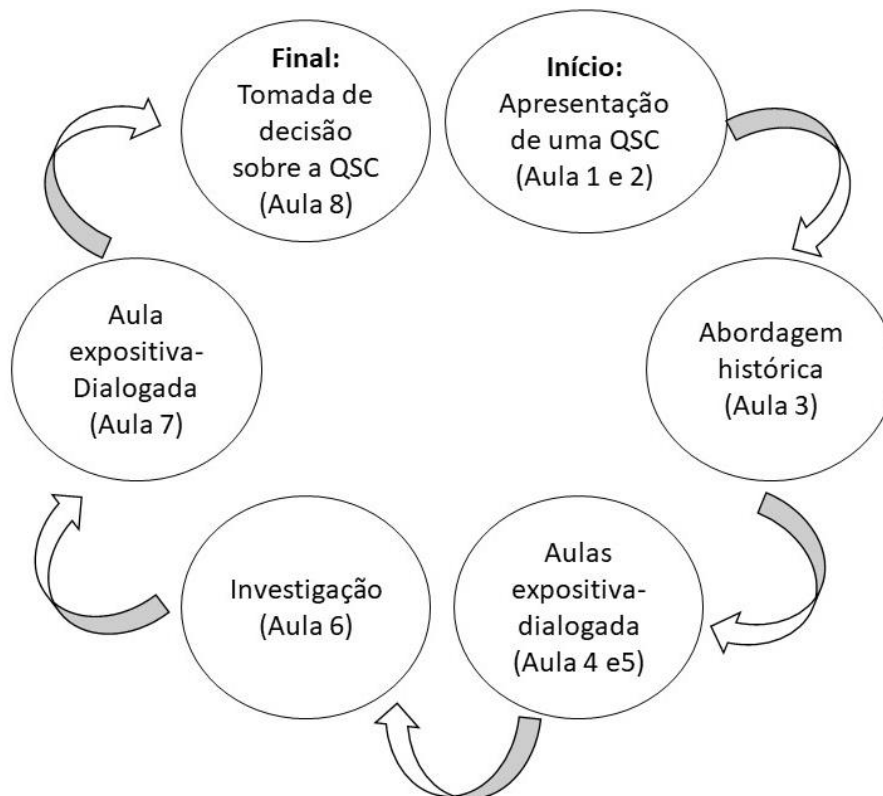 Início:
Apresentação
de uma QSC
(Aula 1 e 2)
Abordagem
histórica
(Aula 3)
Aulas
expositiva-
dialogada
(Aula 4 e5)
Investigação
(Aula 6)
Aula
expositiva-
Dialogada
(Aula 7)
Final:
Tomada de
decisão
sobre a QSC
(Aula 8)